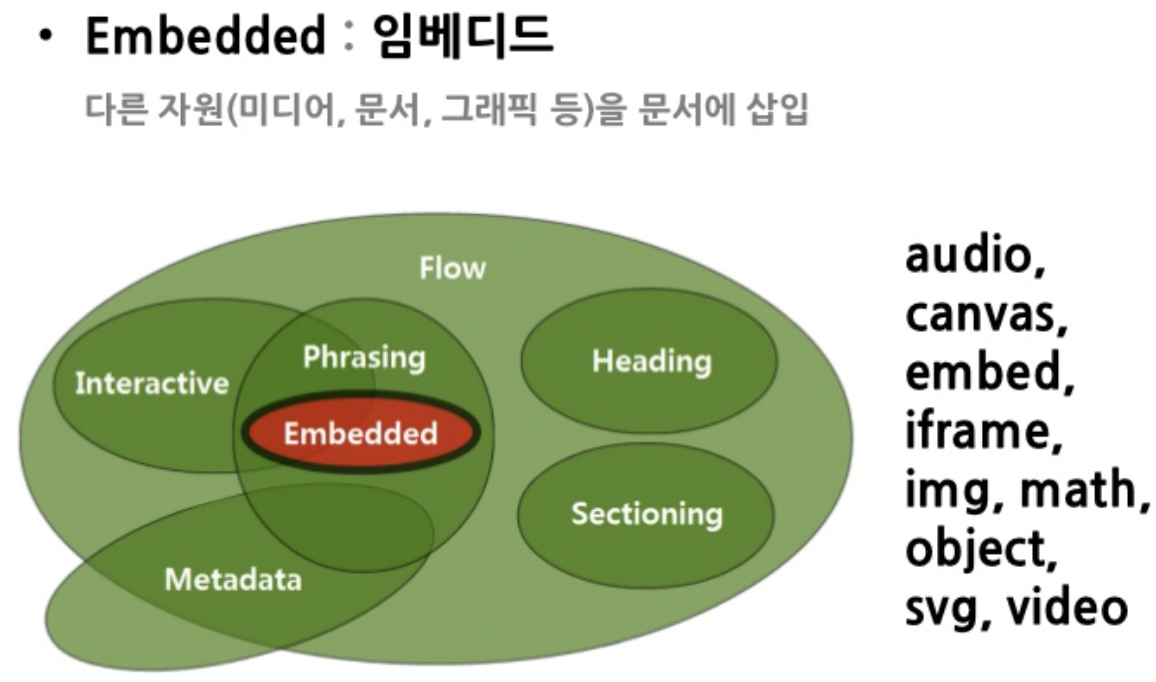 • Embedded : 임베디드
다른 자원(미디어, 문서, 그래픽 등)을 문서에 삽입
Flow
Phrasing
Interactive
Embedded
Heading
Sectioning
Metadata
audio,
canvas,
embed,
iframe,
img, math,
object,
svg, video